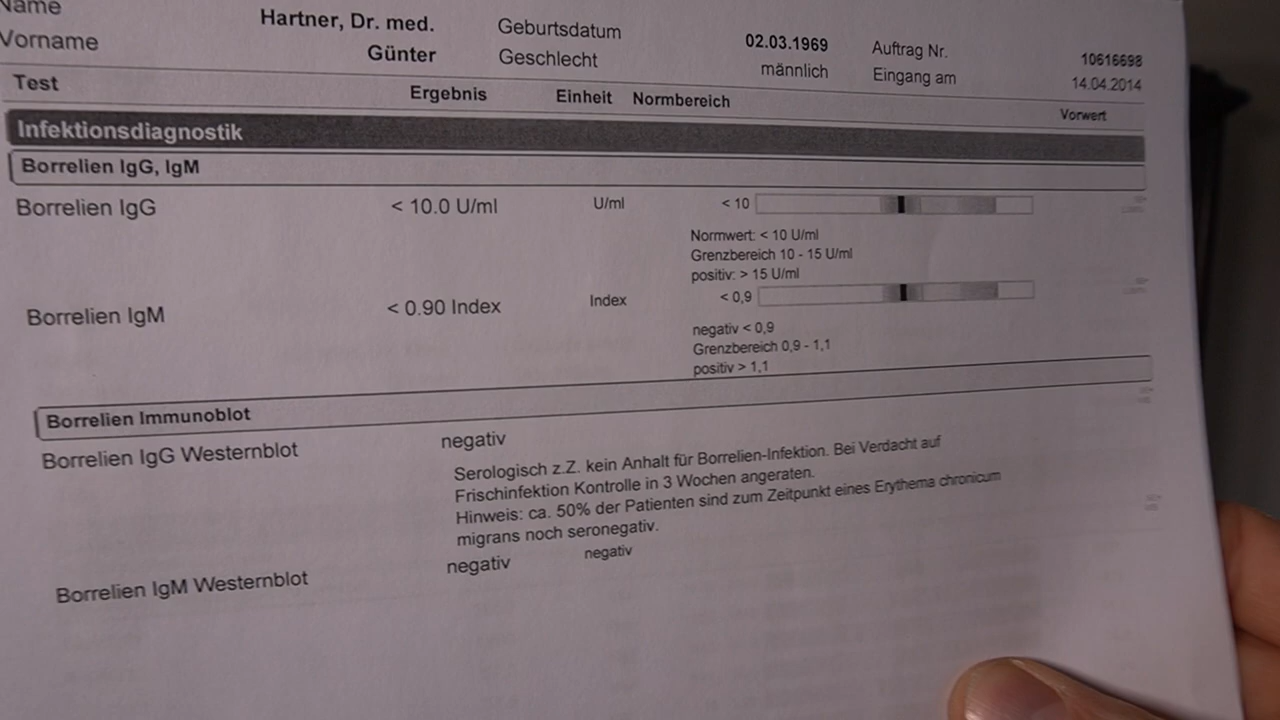 Name Hartner, Dr. med. Geburtsdatum 02.03.1969 Auftrag Nr. 10616698
Vorname Günter Geschlecht männlich Eingang am 14.04.2014
Test Ergebnis Einheit Normbereich Vorwert
Infektionsdiagnostik
Borrelien IgG, IgM
Borrelien IgG < 10.0 U/ml U/ml < 10
Normwert: < 10 U/ml
Grenzbereich 10 - 15 U/ml
positiv: > 15 U/ml
Borrelien IgM < 0.90 Index Index < 0,9
negativ < 0,9
Grenzbereich 0,9 - 1,1
positiv > 1,1
Borrelien Immunoblot
Borrelien IgG Westernblot negativ
Serologisch z.Z. kein Anhalt für Borrelien-Infektion. Bei Verdacht auf
Frischinfektion Kontrolle in 3 Wochen angeraten.
Hinweis: ca. 50% der Patienten sind zum Zeitpunkt eines Erythema chronicum
migrans noch seronegativ.
Borrelien IgM Westernblot negativ negativ